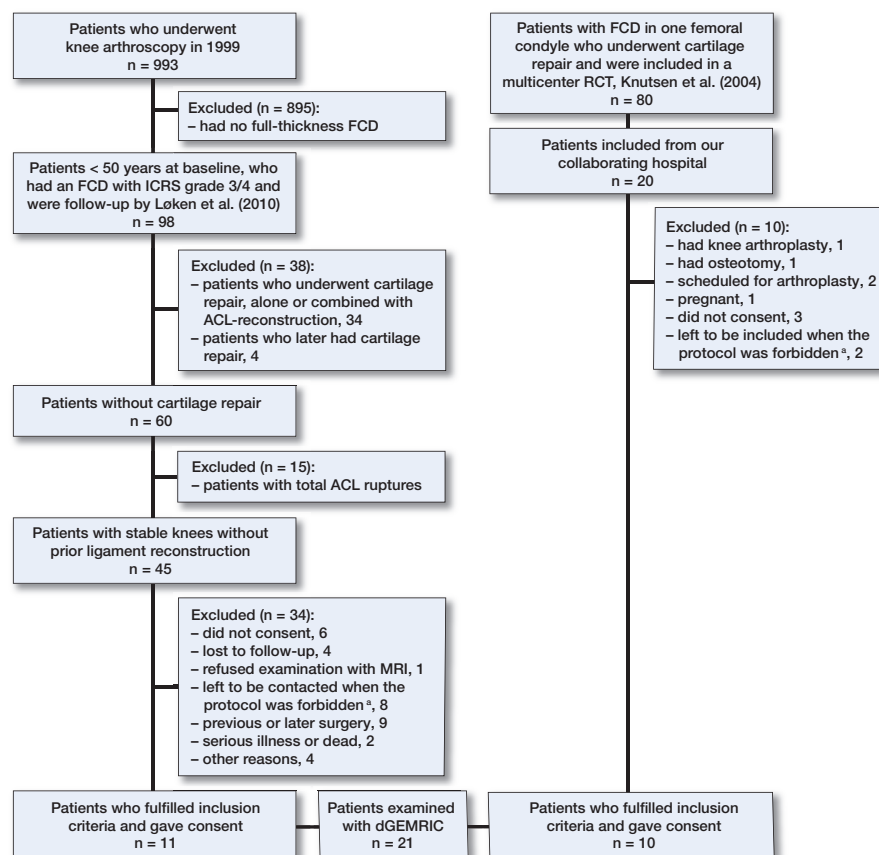 Patients who underwent
knee arthroscopy in 1999
n = 993
Excluded (n = 895):
– had no full-thickness FCD
Patients < 50 years at baseline, who
had an FCD with ICRS grade 3/4 and
were follow-up by Løken et al. (2010)
n = 98
Excluded (n = 38):
– patients who underwent cartilage
repair, alone or combined with
ACL-reconstruction, 34
– patients who later had cartilage
repair, 4
Patients without cartilage repair
n = 60
Excluded (n = 15):
– patients with total ACL ruptures
Patients with stable knees without
prior ligament reconstruction
n = 45
Excluded (n = 34):
– did not consent, 6
– lost to follow-up, 4
– refused examination with MRI, 1
– left to be contacted when the
protocol was forbidden ª, 8
– previous or later surgery, 9
– serious illness or dead, 2
– other reasons, 4
Patients who fulfilled inclusion
criteria and gave consent
n = 11
Patients examined
with dGEMRIC
n = 21
Patients with FCD in one femoral
condyle who underwent cartilage
repair and were included in a
multicenter RCT, Knutsen et al. (2004)
n = 80
Patients included from our
collaborating hospital
n = 20
Excluded (n = 10):
– had knee arthroplasty, 1
– had osteotomy, 1
– scheduled for arthroplasty, 2
– pregnant, 1
– did not consent, 3
– left to be included when the
protocol was forbidden ª, 2
Patients who fulfilled inclusion
criteria and gave consent
n = 10